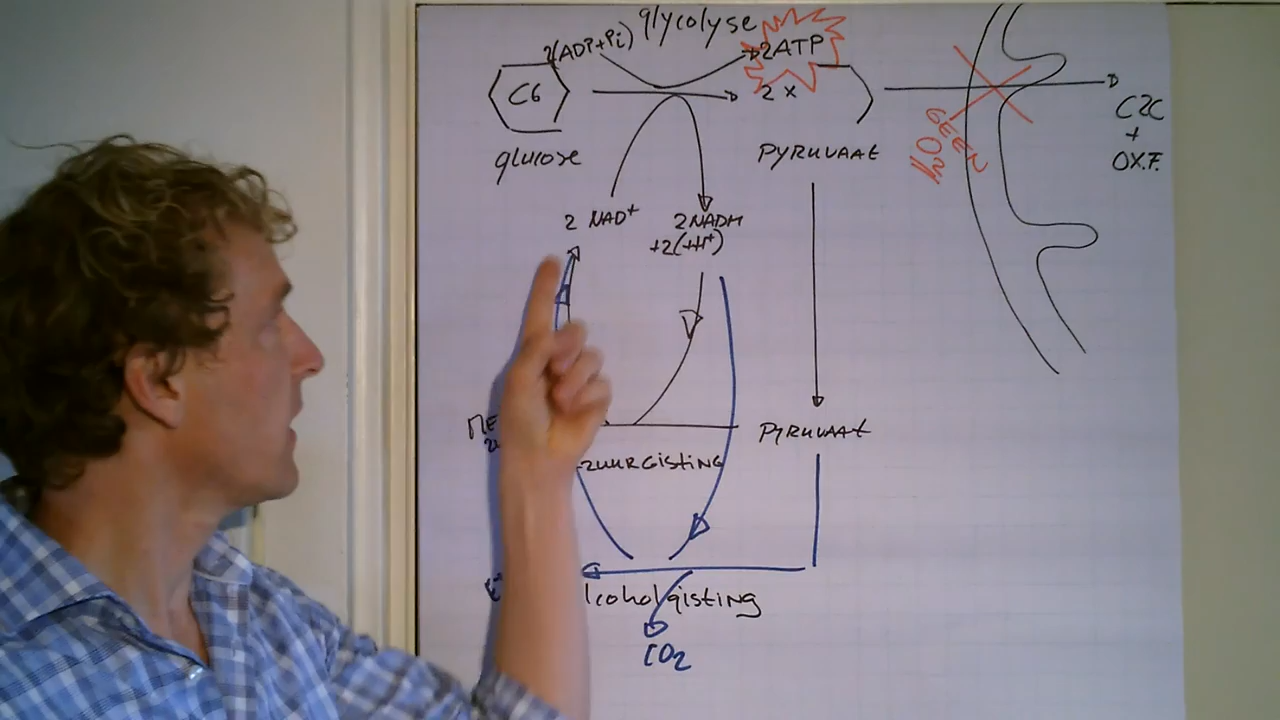 glycolyse
2(ADP+Pi)
2ATP
C6
2 x
C2C
+
OX.F.
GEEN
O2
glucose
PYRUVAAT
2 NAD+
2NADH
+2(H+)
PYRUVAAT
ZUURGISTING
lcoholgisting
CO2